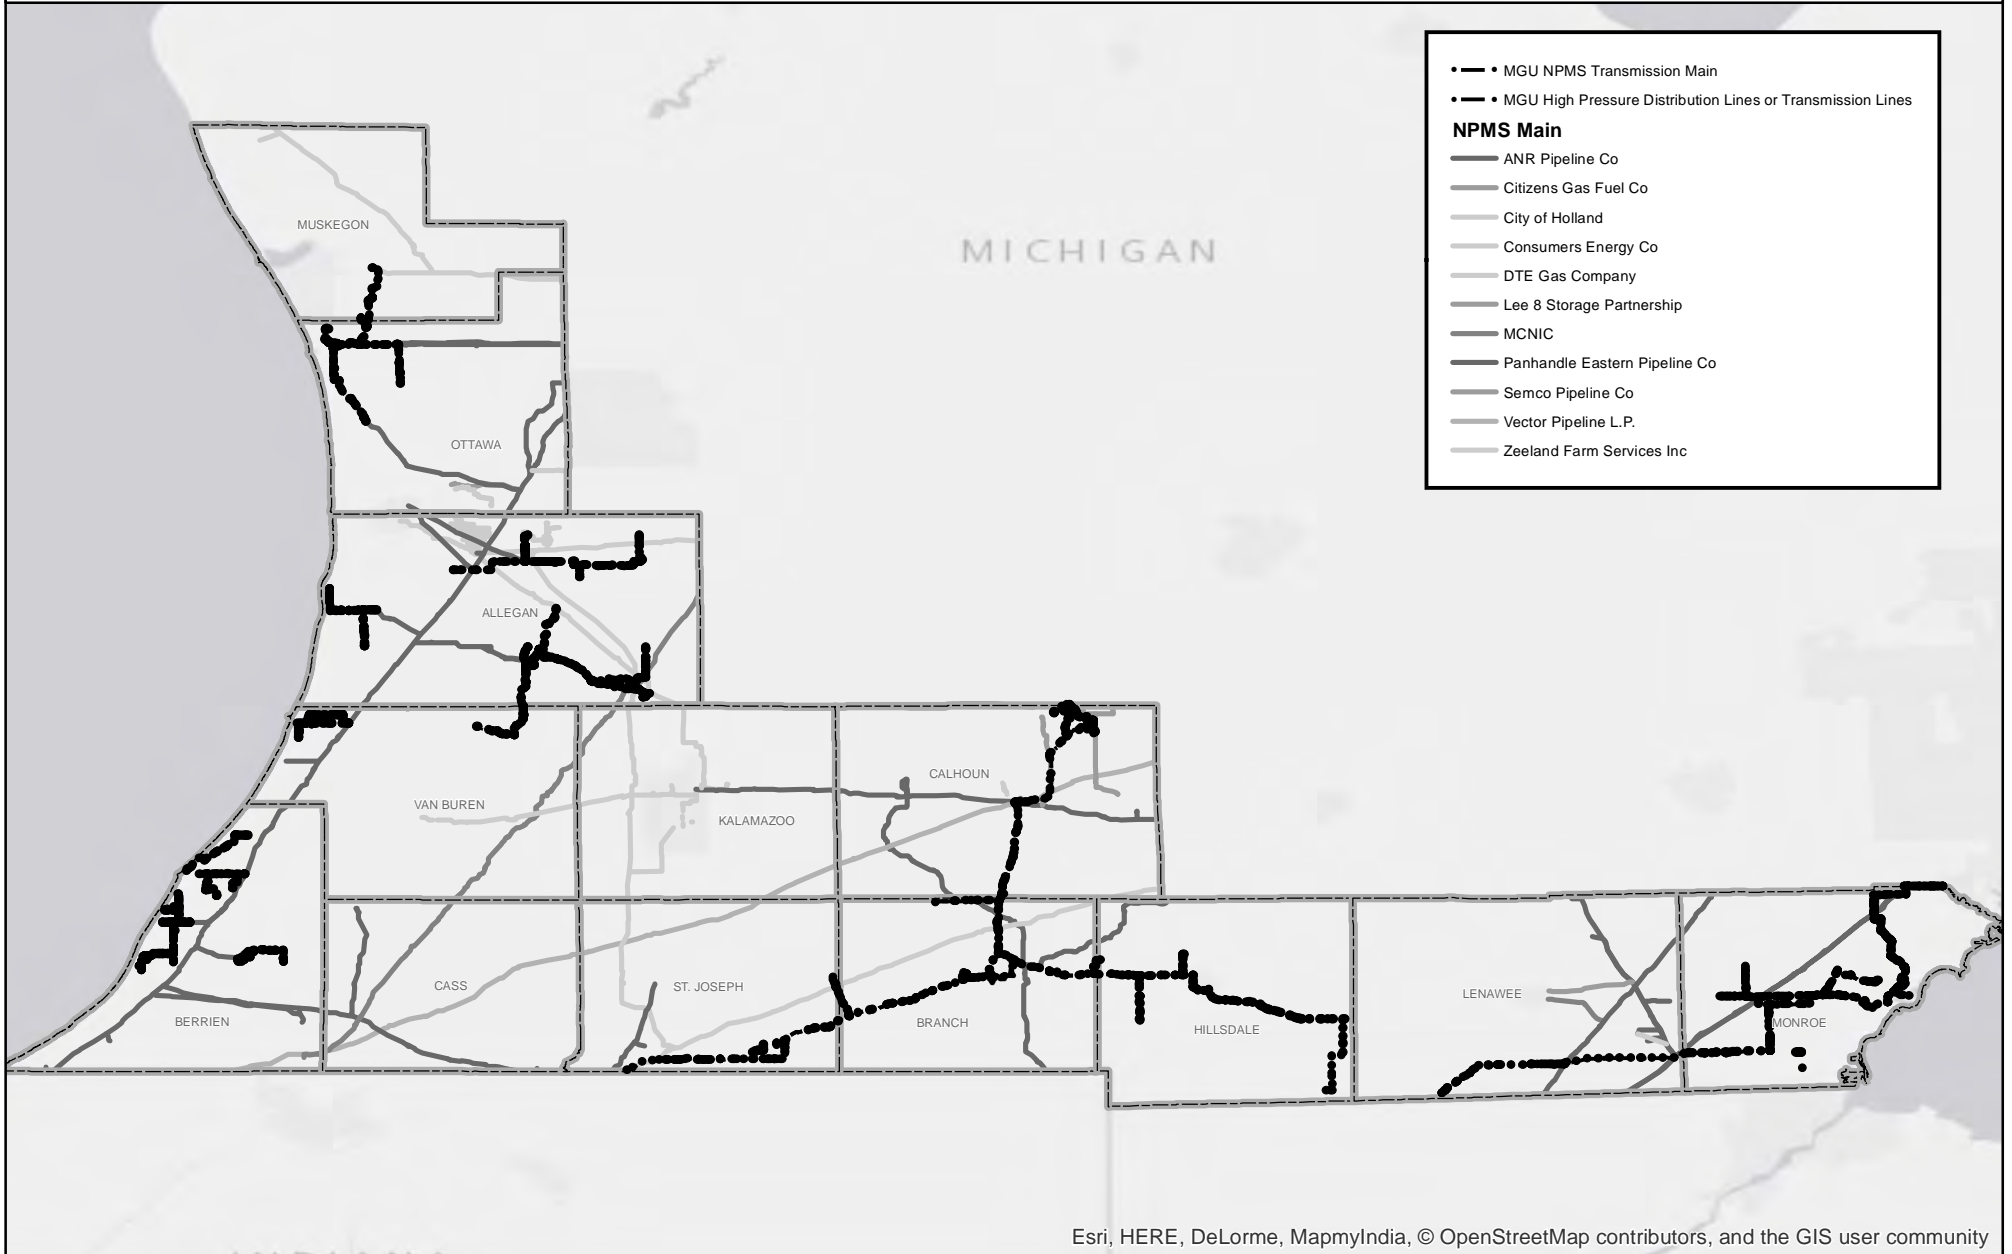 MGU NPMS Transmission Main
MGU High Pressure Distribution Lines or Transmission Lines
NPMS Main
ANR Pipeline Co
Citizens Gas Fuel Co
City of Holland
Consumers Energy Co
DTE Gas Company
Lee 8 Storage Partnership
MCNIC
Panhandle Eastern Pipeline Co
Semco Pipeline Co
Vector Pipeline L.P.
Zeeland Farm Services Inc
MUSKEGON
MICHIGAN
OTTAWA
ALLEGAN
CALHOUN
VAN BUREN
KALAMAZOO
CASS
ST. JOSEPH
LENAWEE
BERRIEN
BRANCH
HILLSDALE
MONROE
Esri, HERE, DeLorme, MapmyIndia, © OpenStreetMap contributors, and the GIS user community